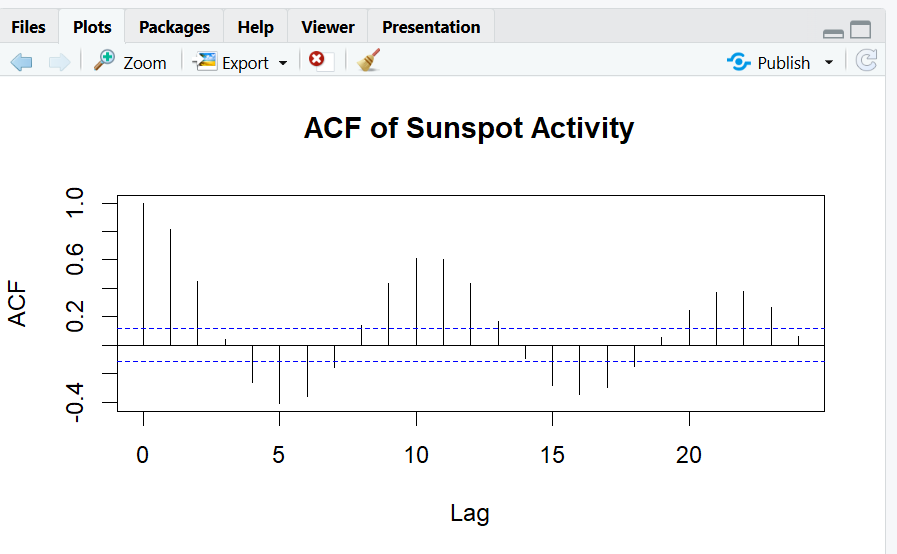 Files Plots Packages Help Viewer Presentation
Zoom Export Publish
ACF of Sunspot Activity
1.0
0.6
0.2
-0.4
ACF
0 5 10 15 20
Lag